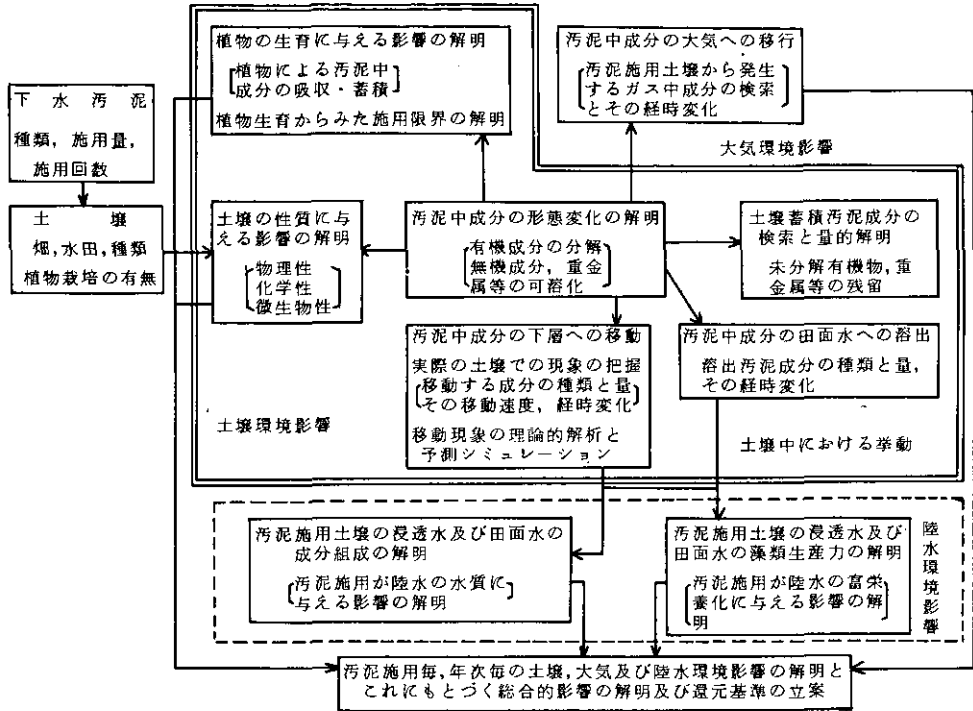 下水汚泥
種類，施用量，
施用回数
土壌
畑，水田，種類
植物栽培の有無
植物の生育に与える影響の解明
植物による汚泥中
成分の吸収・蓄積
植物生育からみた施用限界の解明
汚泥中成分の大気への移行
汚泥施用土壌から発生
するガス中成分の検索
とその経時変化
大気環境影響
土壌の性質に与
える影響の解明
物理性
化学性
微生物性
汚泥中成分の形態変化の解明
有機成分の分解
無機成分，重金
属等の可溶化
土壌蓄積汚泥成分の
検索と量的解明
未分解有機物，重
金属等の残留
汚泥中成分の下層への移動
実際の土壌での現象の把握
移動する成分の種類と量
その移動速度，経時変化
移動現象の理論的解析と
予測シミュレーション
汚泥中成分の田面水への溶出
溶出汚泥成分の種類と量，
その経時変化
土壌環境影響
土壌中における挙動
汚泥施用土壌の浸透水及び田面水の
成分組成の解明
汚泥施用が陸水の水質に
与える影響の解明
汚泥施用土壌の浸透水及び
田面水の藻類生産力の解明
汚泥施用が陸水の富栄
養化に与える影響の解
明
陸水環境影響
汚泥施用毎，年次毎の土壌，大気及び陸水環境影響の解明と
これにもとづく総合的影響の解明及び還元基準の立案